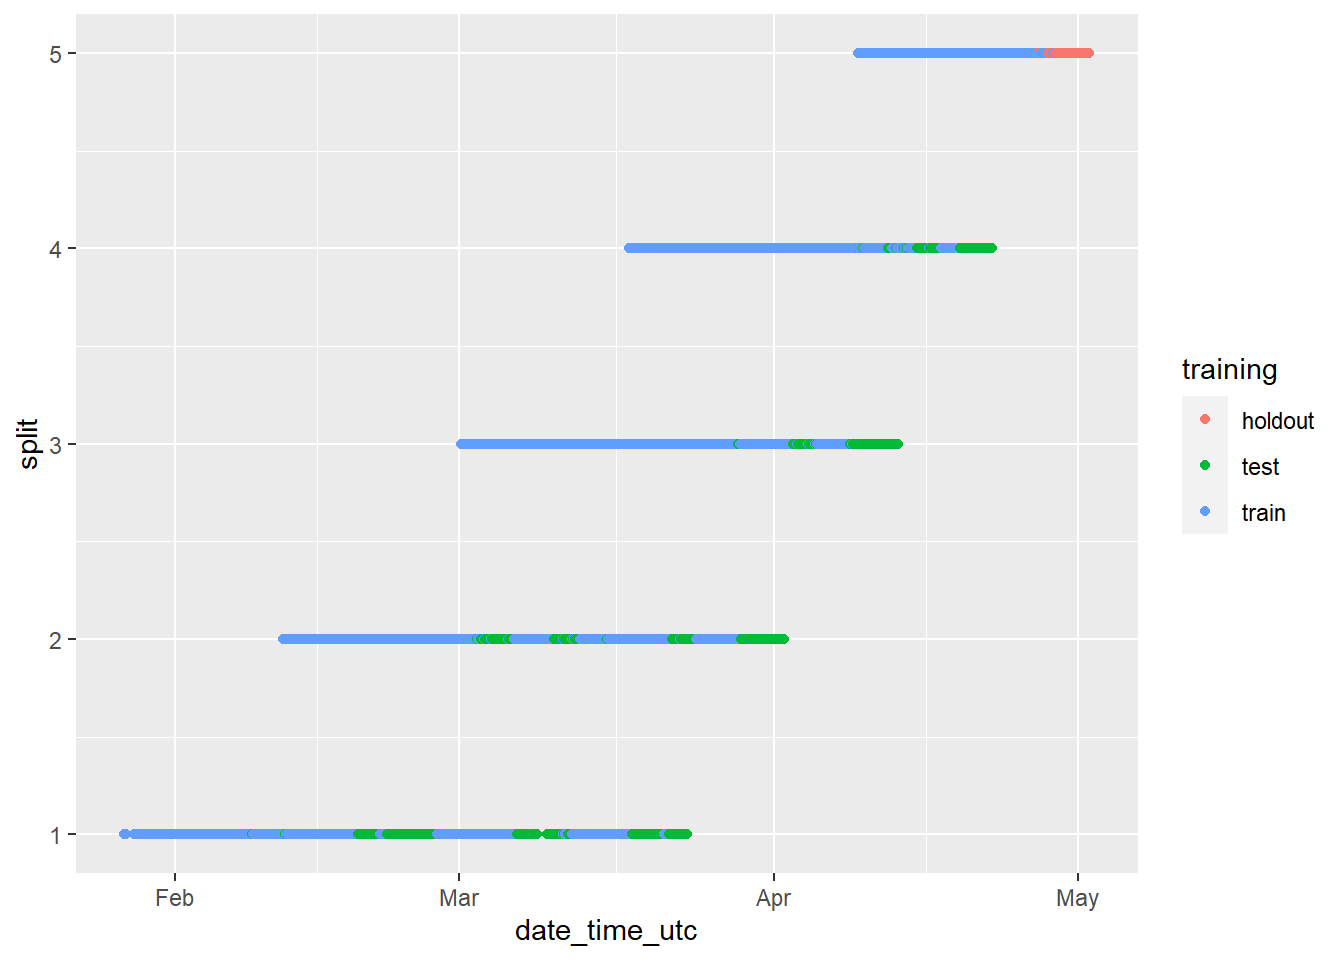 5
4
3
2
1
split
Feb
Mar
Apr
May
date_time_utc
training
holdout
test
train